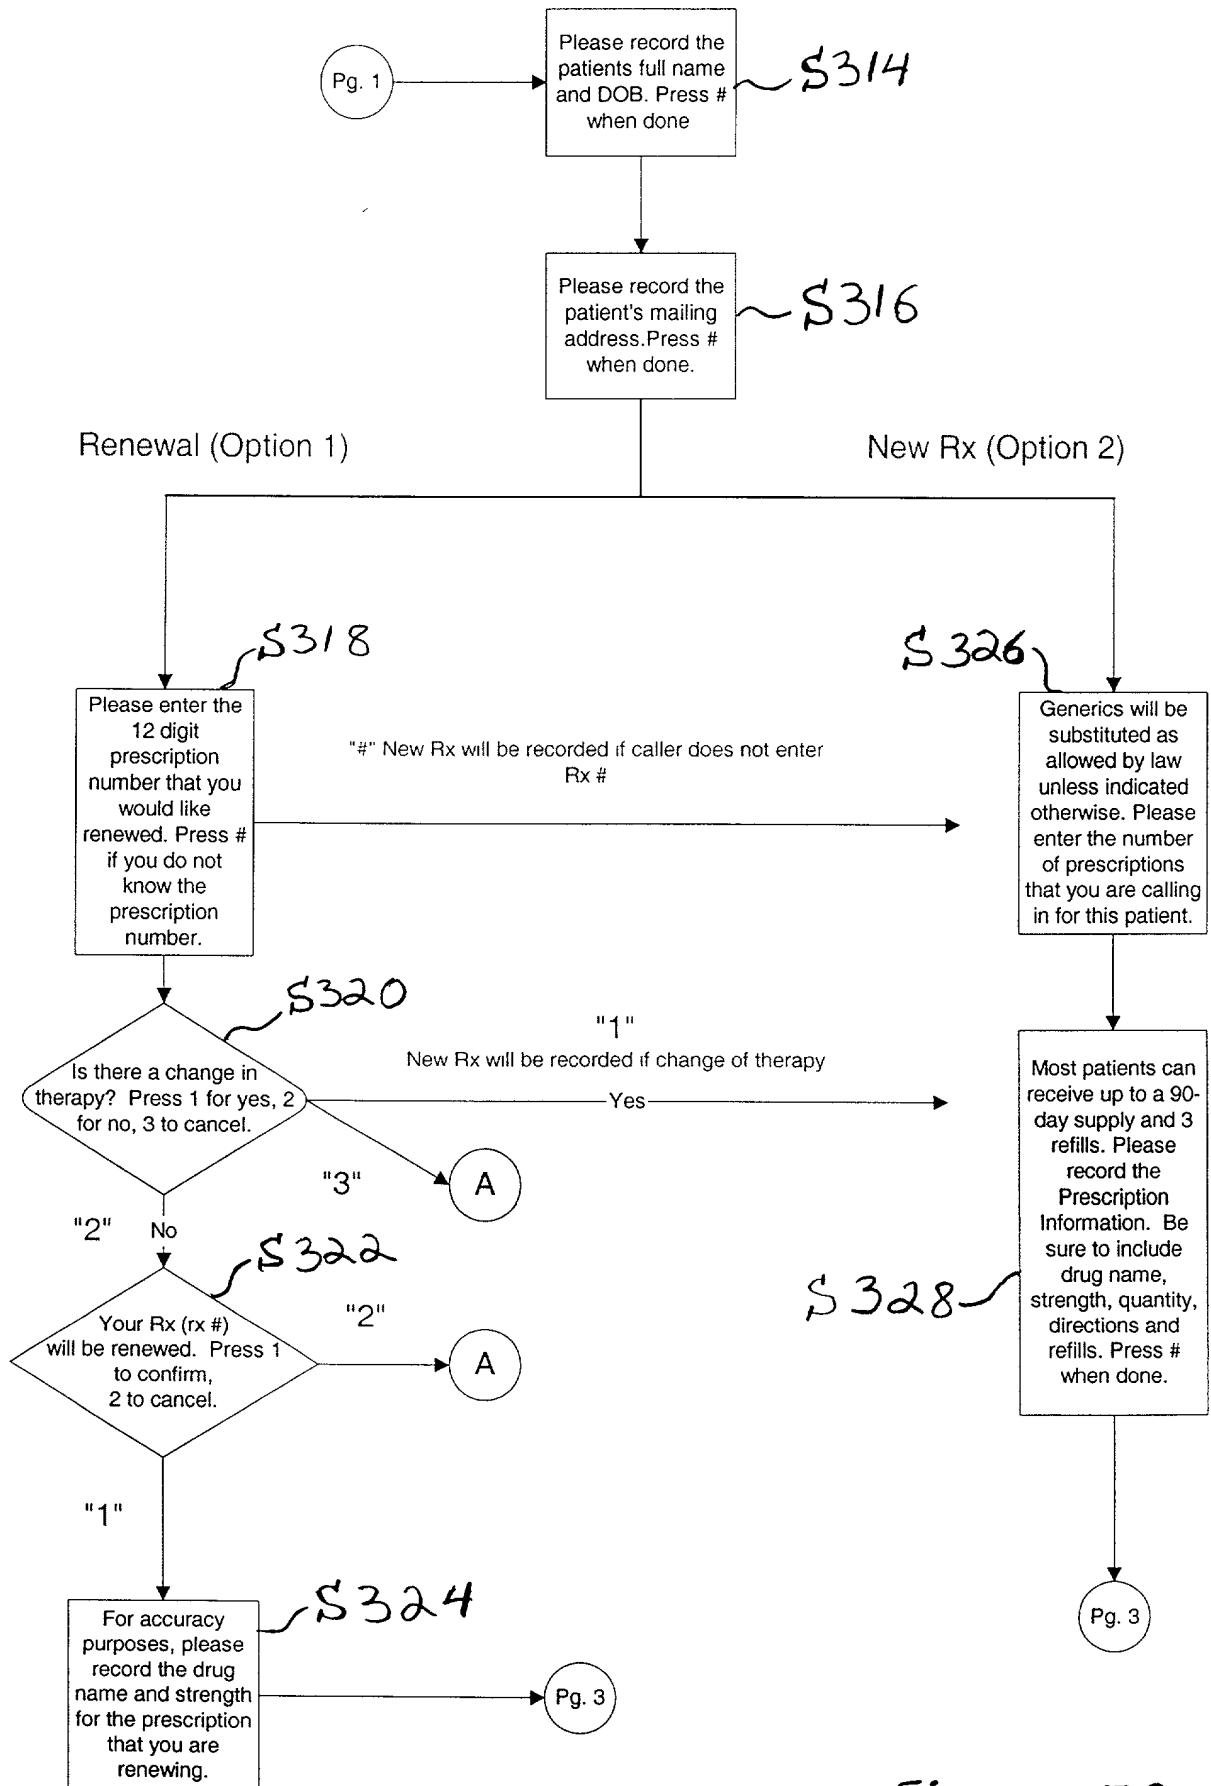 Pg. 1
Please record the
patients full name
and DOB. Press #
when done
S314
Please record the
patient's mailing
address.Press #
when done.
S316
Renewal (Option 1)
New Rx (Option 2)
S318
Please enter the
12 digit
prescription
number that you
would like
renewed. Press #
if you do not
know the
prescription
number.
"#" New Rx will be recorded if caller does not enter
Rx #
S326
Generics will be
substituted as
allowed by law
unless indicated
otherwise. Please
enter the number
of prescriptions
that you are calling
in for this patient.
S320
Is there a change in
therapy? Press 1 for yes, 2
for no, 3 to cancel.
"1"
New Rx will be recorded if change of therapy
Yes
"3"
A
"2"
No
S322
Your Rx (rx #)
will be renewed. Press 1
to confirm,
2 to cancel.
"2"
A
S328
Most patients can
receive up to a 90-
day supply and 3
refills. Please
record the
Prescription
Information. Be
sure to include
drug name,
strength, quantity,
directions and
refills. Press #
when done.
"1"
S324
For accuracy
purposes, please
record the drug
name and strength
for the prescription
that you are
renewing.
Pg. 3
Pg. 3